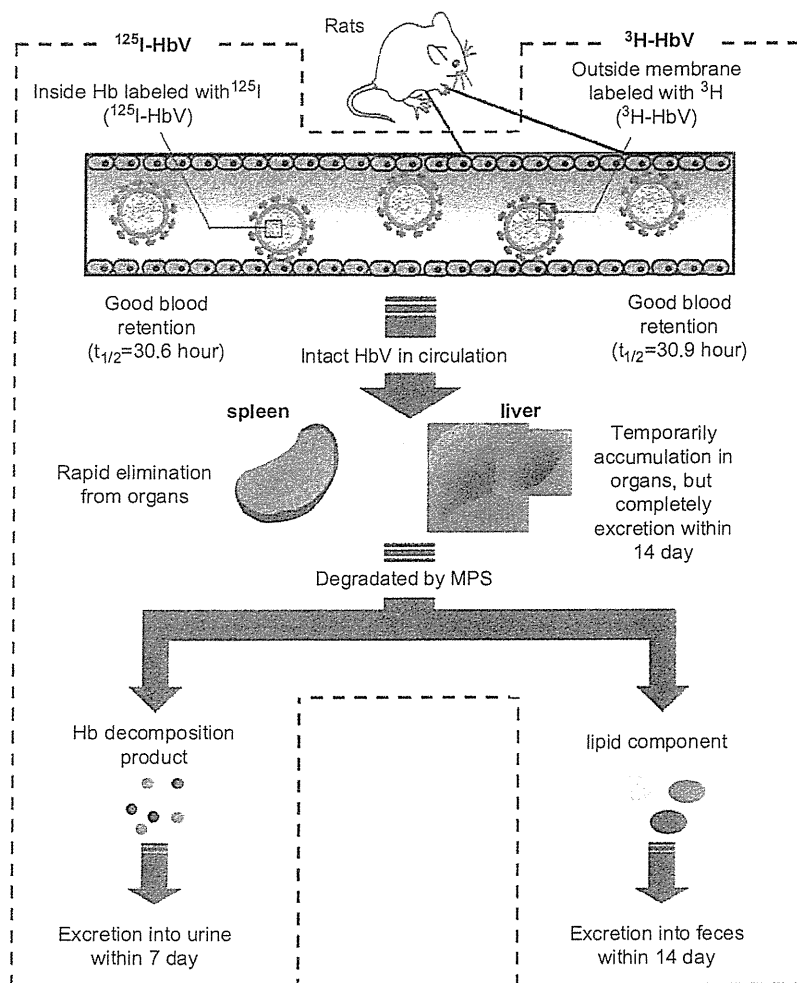 Rats
¹²⁵I-HbV
³H-HbV
Inside Hb labeled with ¹²⁵I
(¹²⁵I-HbV)
Outside membrane
labeled with ³H
(³H-HbV)
Good blood
retention
(t₁/₂=30.6 hour)
Intact HbV in circulation
Good blood
retention
(t₁/₂=30.9 hour)
spleen
liver
Rapid elimination
from organs
Temporarily
accumulation in
organs, but
completely
excretion within
14 day
Degradated by MPS
Hb decomposition
product
lipid component
Excretion into urine
within 7 day
Excretion into feces
within 14 day